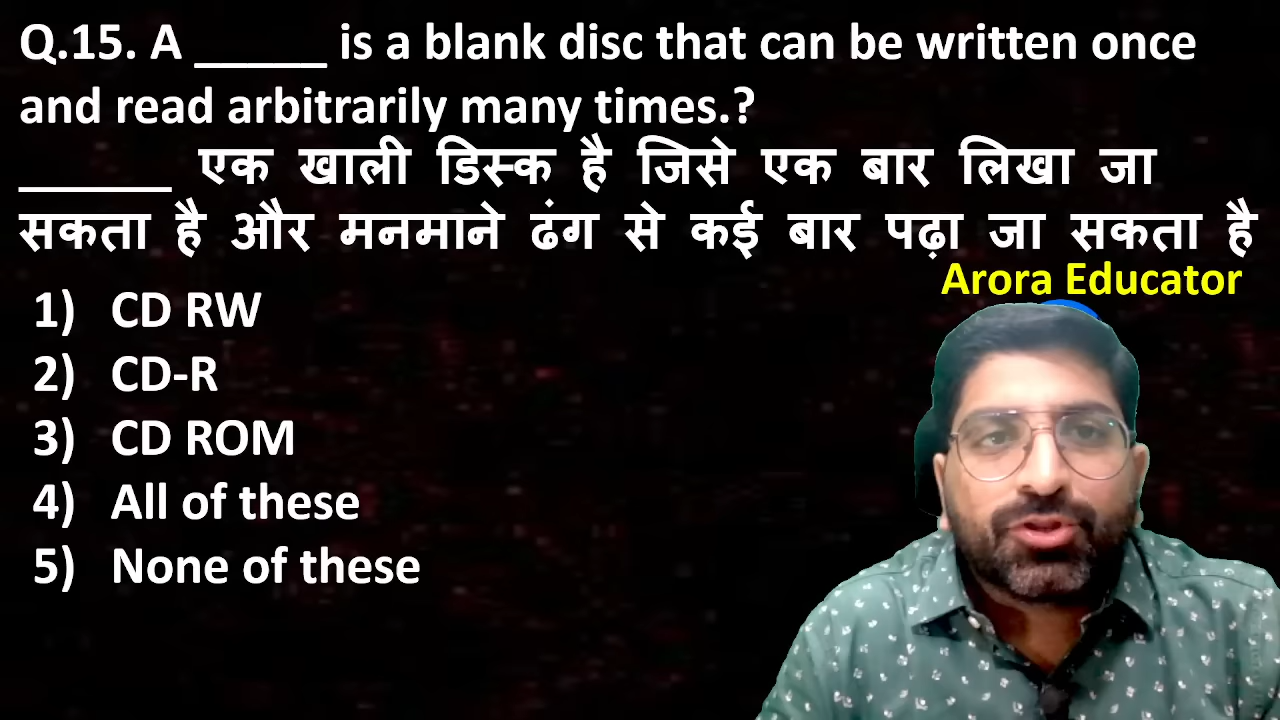 Q.15. A _____ is a blank disc that can be written once
and read arbitrarily many times.?
______ एक खाली डिस्क है जिसे एक बार लिखा जा
सकता है और मनमाने ढंग से कई बार पढ़ा जा सकता है
Arora Educator
1) CD RW
2) CD-R
3) CD ROM
4) All of these
5) None of these